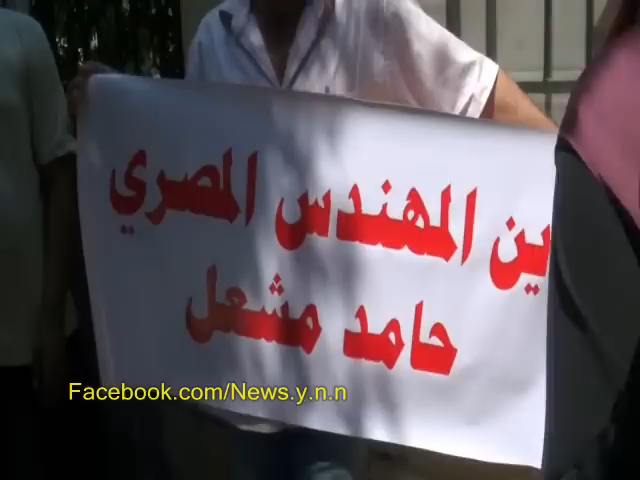 ين المهندس المصري
حامد مشعل
Facebook.com/News.y.n.n